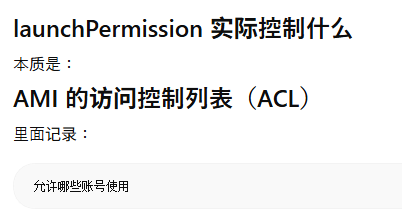 launchPermission 实际控制什么
本质是：
AMI 的访问控制列表（ACL）
里面记录：
允许哪些账号使用